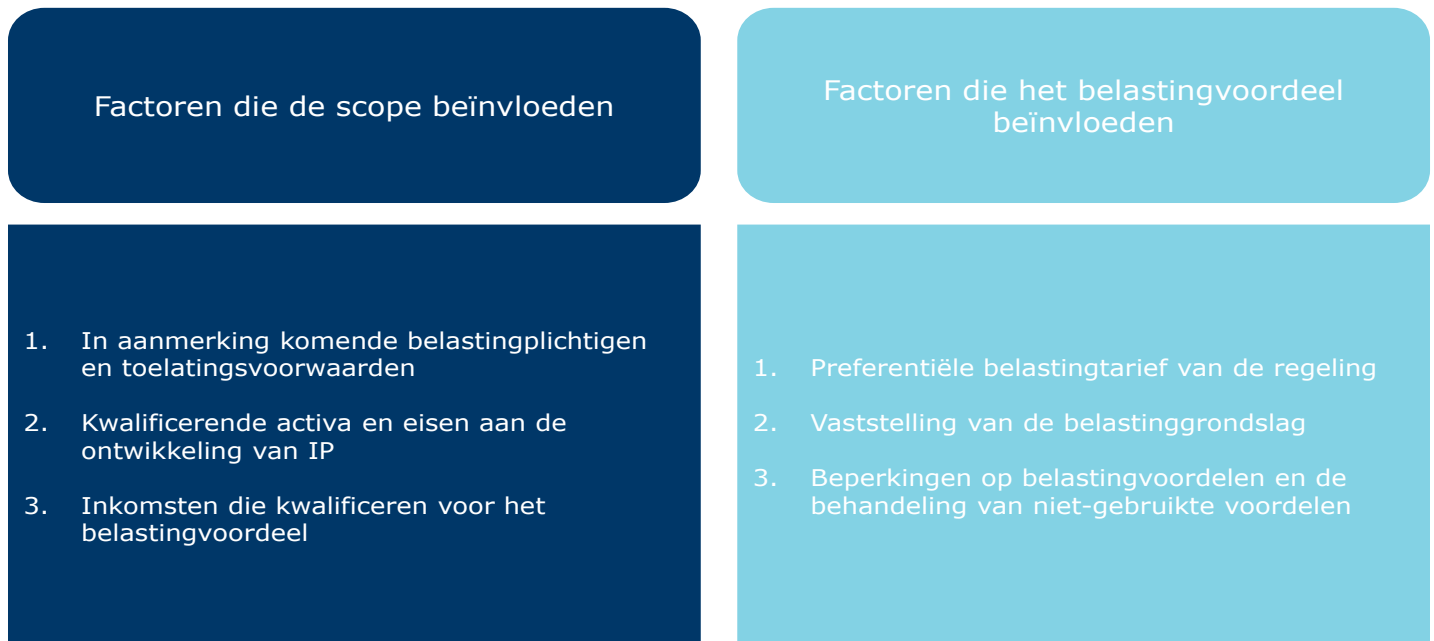 Factoren die de scope beïnvloeden
1. In aanmerking komende belastingplichtigen
en toelatingsvoorwaarden
2. Kwalificerende activa en eisen aan de
ontwikkeling van IP
3. Inkomsten die kwalificeren voor het
belastingvoordeel
Factoren die het belastingvoordeel
beïnvloeden
1. Preferentiële belastingtarief van de regeling
2. Vaststelling van de belastinggrondslag
3. Beperkingen op belastingvoordelen en de
behandeling van niet-gebruikte voordelen